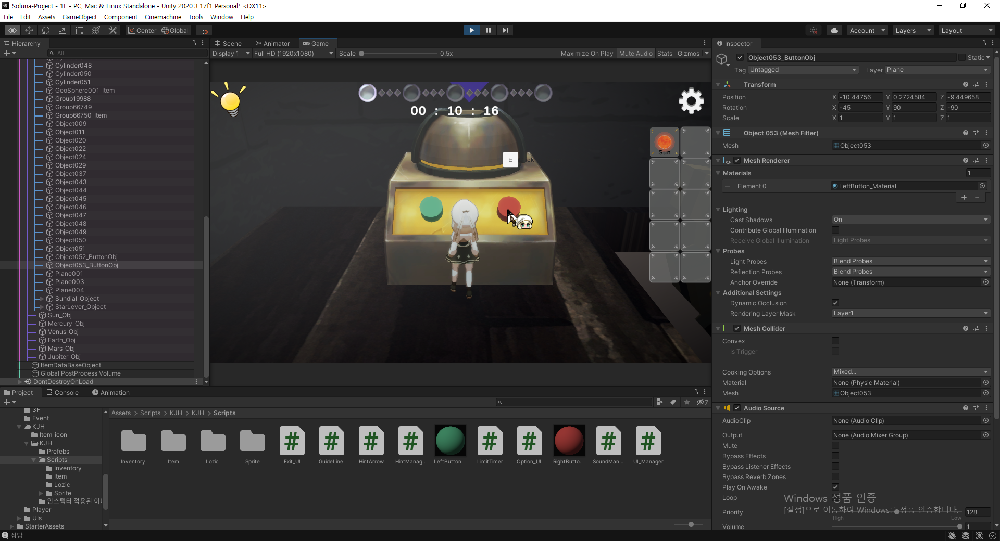 Soluna-Project - 1F - PC, Mac & Linux Standalone - Unity 2020.3.17f1 Personal* <DX11>
File Edit Assets GameObject Component Cinemachine Tools Window Help
Center Global
Account Layers Layout
Hierarchy
All
Cylinder048
Cylinder050
Cylinder051
GeoSphere001_Item
Group19988
Group66749
Group66750_Item
Object009
Object011
Object020
Object022
Object024
Object029
Object037
Object043
Object044
Object045
Object046
Object047
Object048
Object049
Object050
Object051
Object052_ButtonObj
Object053_ButtonObj
Plane001
Plane003
Plane004
Sundial_Object
StarLever_Object
Sun_Obj
Mercury_Obj
Venus_Obj
Earth_Obj
Mars_Obj
Jupiter_Obj
ItemDataBaseObject
Global PostProcess Volume
DontDestroyOnLoad
Scene Animator Game
Display 1 Full HD (1920x1080) Scale 0.5x Maximize On Play Mute Audio Stats Gizmos
00 : 10 : 16
Sun
E
Inspector
Object053_ButtonObj Static
Tag Untagged Layer Plane
Transform
Position X -10.44756 Y 0.2724584 Z -9.449658
Rotation X -45 Y 90 Z -90
Scale X 1 Y 1 Z 1
Object 053 (Mesh Filter)
Mesh Object053
Mesh Renderer
Materials 1
Element 0 LeftButton_Material
Lighting
Cast Shadows On
Contribute Global Illumination
Receive Global Illumination Light Probes
Probes
Light Probes Blend Probes
Reflection Probes Blend Probes
Anchor Override None (Transform)
Additional Settings
Dynamic Occlusion
Rendering Layer Mask Layer1
Mesh Collider
Convex
Is Trigger
Cooking Options Mixed...
Material None (Physic Material)
Mesh Object053
Audio Source
AudioClip None (Audio Clip)
Output None (Audio Mixer Group)
Mute
Bypass Effects
Bypass Listener Effects
Bypass Reverb Zones
Play On Awake
Loop
Priority 128
High Low
Volume 1
Windows 정품 인증
[설정]으로 이동하여 Windows를 정품 인증합니다.
Project Console Animation
7
3F
Event
KJH
Item_icon
KJH
Prefebs
Scripts
Inventory
Item
Lozic
Sprite
인스펙터 적용된 이
Player
UIs
StarterAssets
Assets > Scripts > KJH > KJH > Scripts
Inventory Item Lozic Sprite Exit_UI GuideLine HintArrow HintManag... LeftButton... LimitTimer Option_UI RightButto... SoundMan... UI_Manager
정답